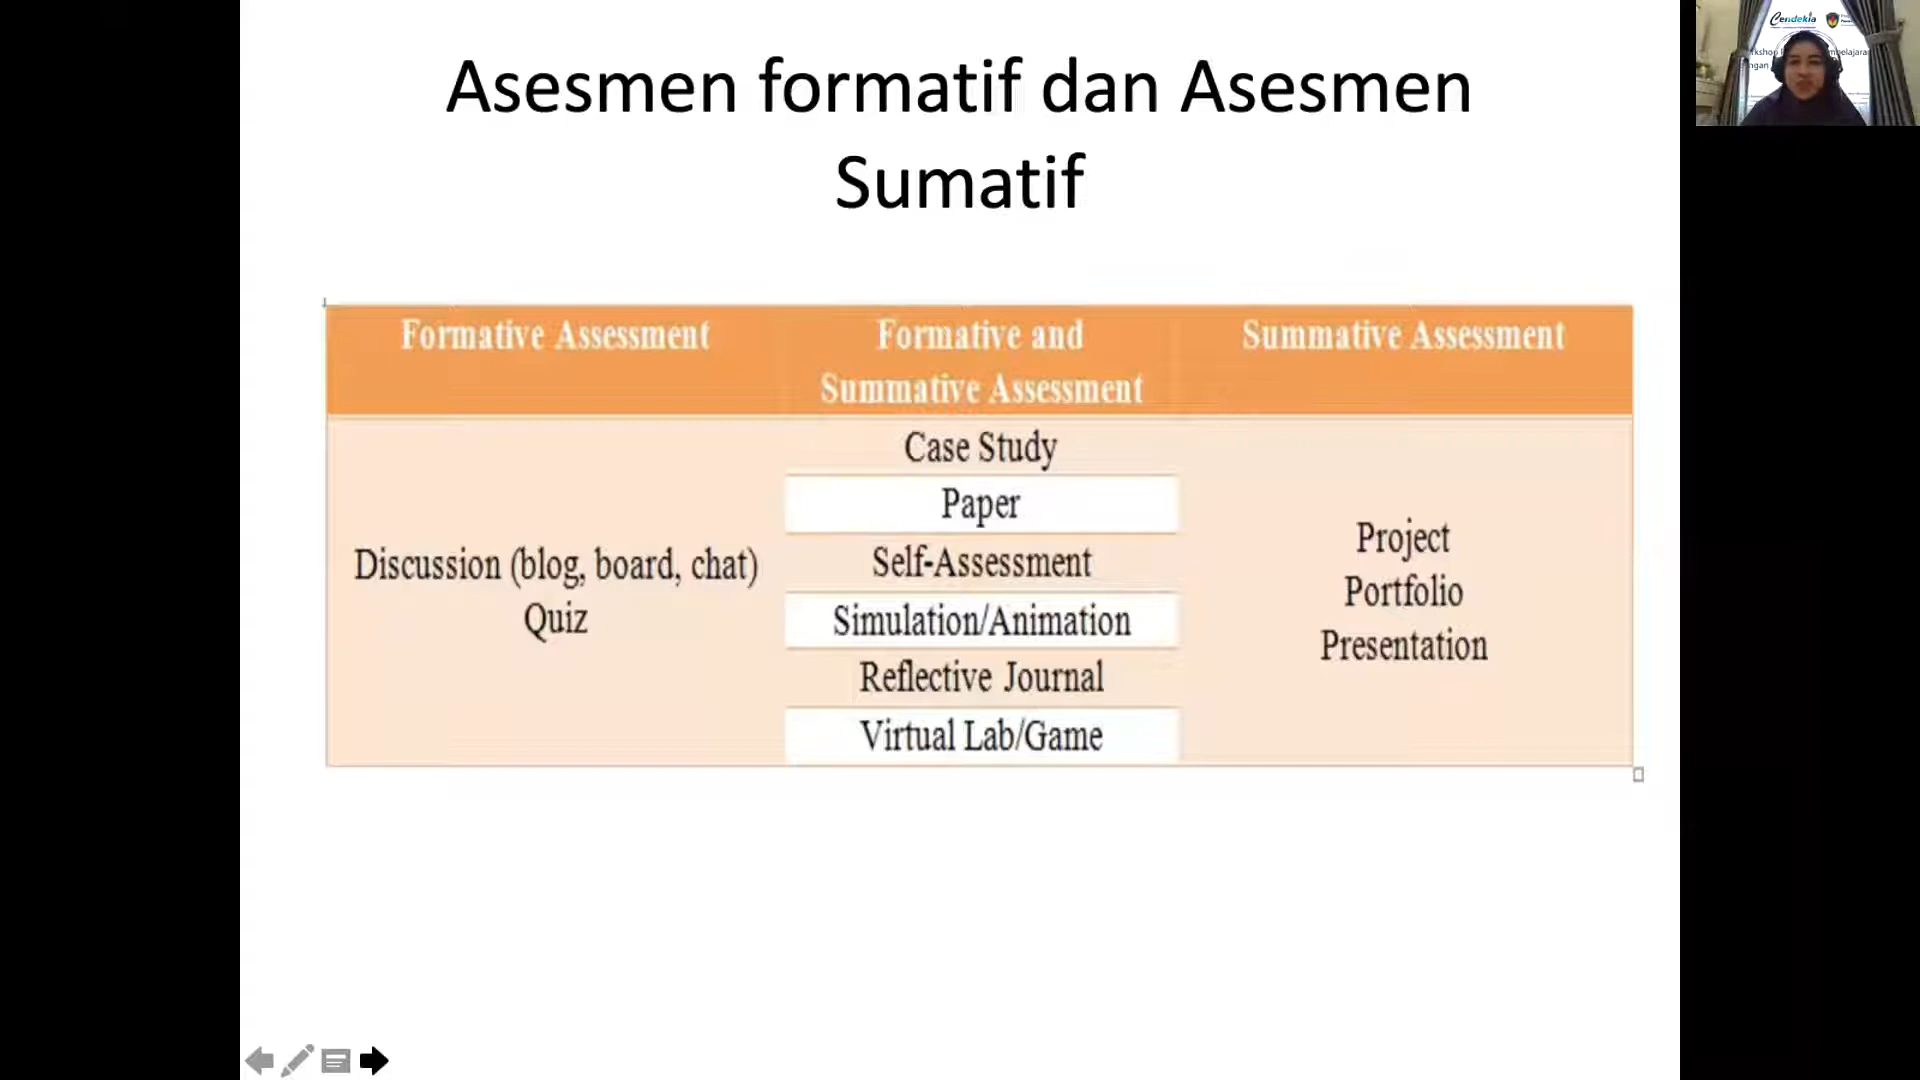 Asesmen formatif dan Asesmen
Sumatif
Formative Assessment
Formative and
Summative Assessment
Summative Assessment
Discussion (blog, board, chat)
Quiz
Case Study
Paper
Self-Assessment
Simulation/Animation
Reflective Journal
Virtual Lab/Game
Project
Portfolio
Presentation
Cendekia